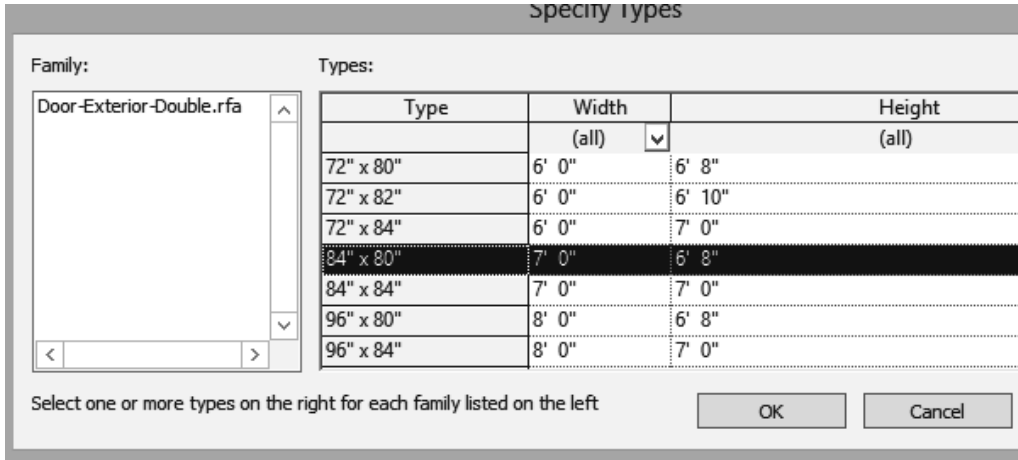 Specify Types
Family: Types:
Door-Exterior-Double.rfa
Type Width Height
(all) (all)
72" x 80" 6' 0" 6' 8"
72" x 82" 6' 0" 6' 10"
72" x 84" 6' 0" 7' 0"
84" x 80" 7' 0" 6' 8"
84" x 84" 7' 0" 7' 0"
96" x 80" 8' 0" 6' 8"
96" x 84" 8' 0" 7' 0"
Select one or more types on the right for each family listed on the left OK Cancel